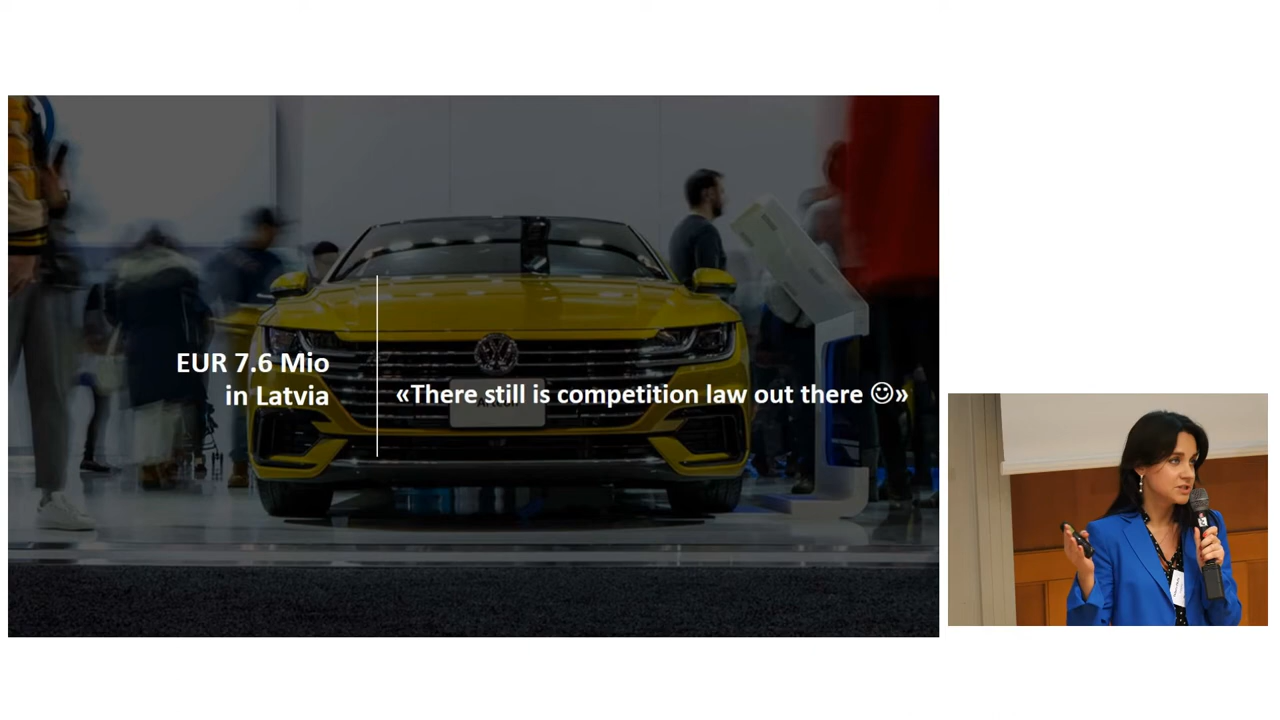 EUR 7.6 Mio
in Latvia
«There still is competition law out there ☺»